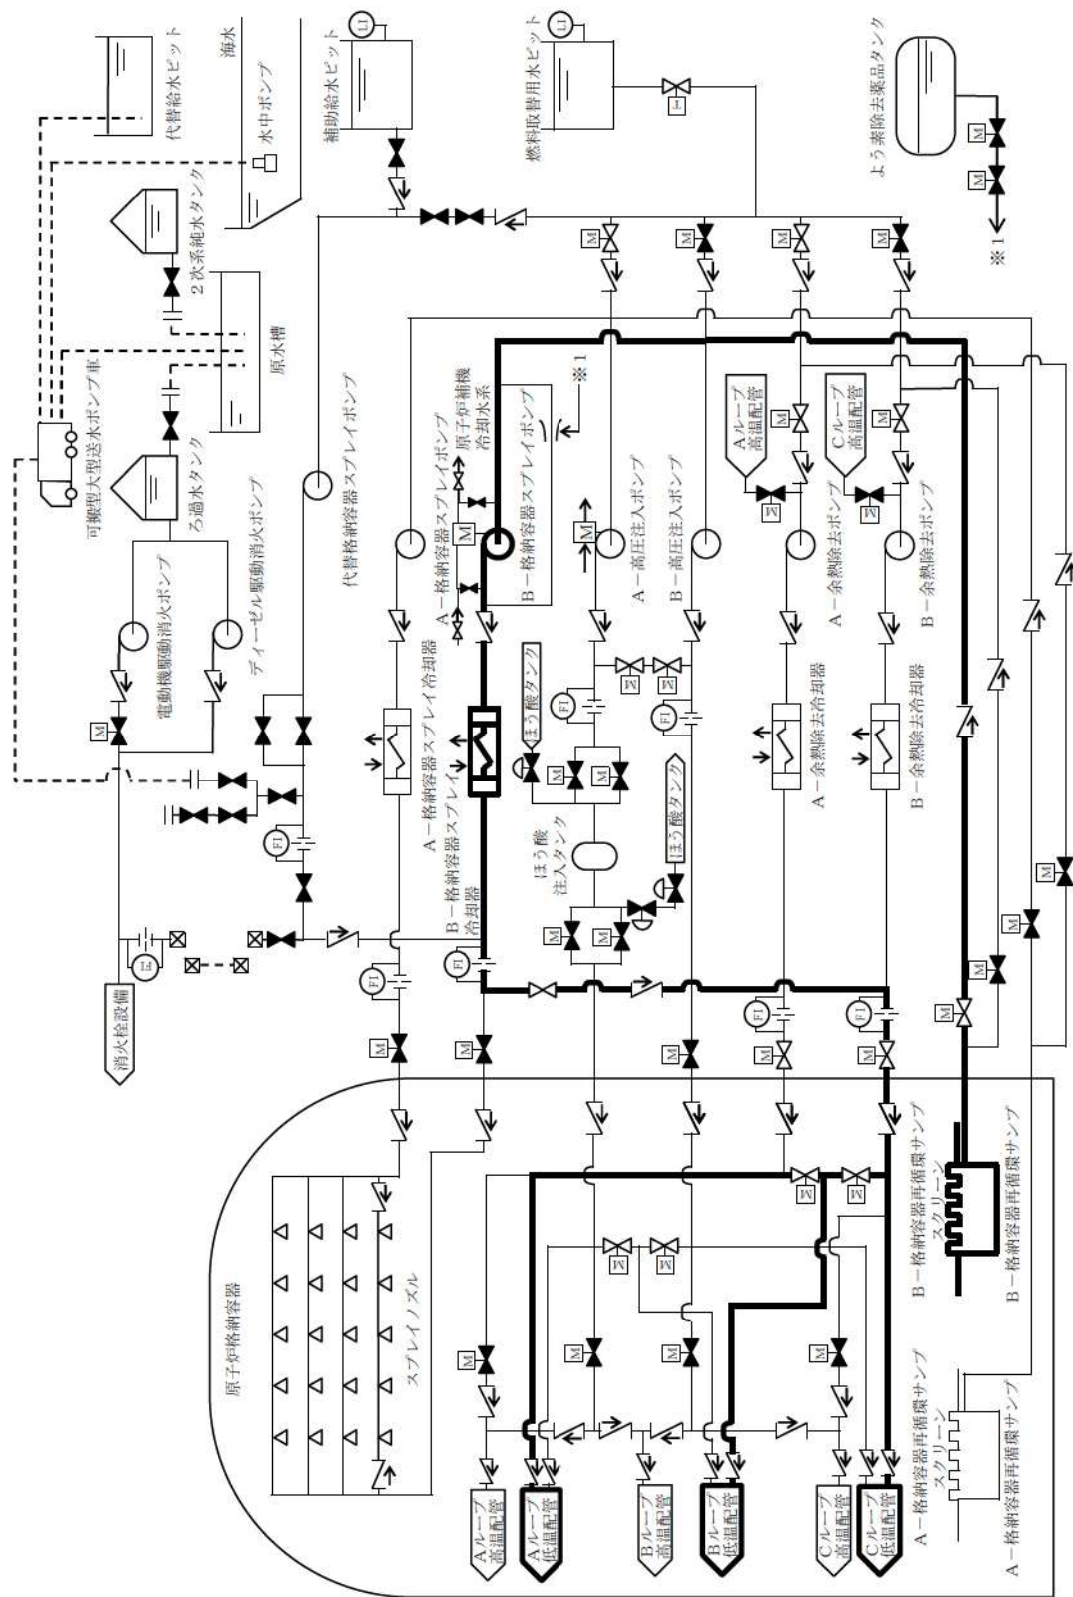 代替給水ピット
海水
水中ポンプ
２次系純水タンク
原水槽
可搬型大型送水ポンプ車
ろ過水タンク
電動機駆動消火ポンプ
ディーゼル駆動消火ポンプ
消火栓設備
FI
FI
M
LI
補助給水ピット
LI
燃料取替用水ピット
M
よう素除去薬品タンク
M
M
※１
代替格納容器スプレイポンプ
A－格納容器スプレイポンプ
原子炉補機
冷却水系
M
B－格納容器スプレイポンプ
※１
M
A－高圧注入ポンプ
B－高圧注入ポンプ
Aループ
高温配管
Cループ
高温配管
A－余熱除去ポンプ
B－余熱除去ポンプ
M
M
M
M
M
M
M
M
A－格納容器スプレイ冷却器
B－格納容器スプレイ
冷却器
ほう酸タンク
ほう酸
注入タンク
ほう酸タンク
A－余熱除去冷却器
B－余熱除去冷却器
FI
FI
FI
FI
FI
FI
M
M
M
M
M
M
M
M
M
M
M
M
M
M
原子炉格納容器
スプレイノズル
M
M
M
M
M
M
M
M
Aループ
高温配管
Aループ
低温配管
Bループ
高温配管
Bループ
低温配管
Cループ
高温配管
Cループ
低温配管
B－格納容器再循環サンプ
スクリーン
B－格納容器再循環サンプ
A－格納容器再循環サンプ
スクリーン
A－格納容器再循環サンプ